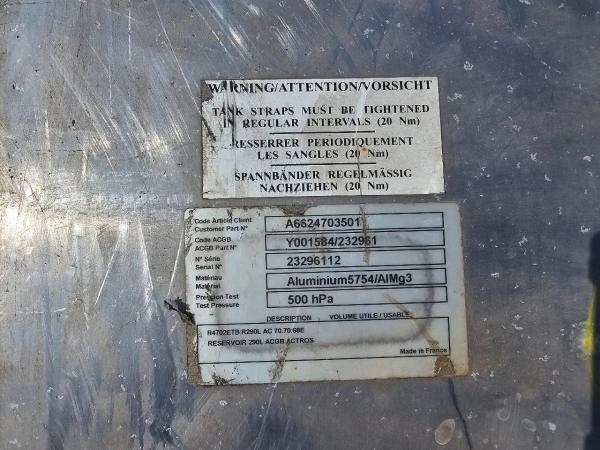 WARNING/ATTENTION/VORSICHT
TANK STRAPS MUST BE TIGHTENED
IN REGULAR INTERVALS (20 Nm)
RESSERRER PERIODIQUEMENT
LES SANGLES (20 Nm)
SPANNBÄNDER REGELMÄSSIG
NACHZIEHEN (20 Nm)
Code Article Client
Customer Part N° A6624703501
Code ACGB
ACGB Part N° Y001584/232961
N° Série
Serial N° 23296112
Matériau
Material Aluminium5754/AlMg3
Pression Test
Test Pressure 500 hPa
DESCRIPTION VOLUME UTILE / USABLE
R4702ETB:R290L AC 70.70:68E
RESERVOIR 290L ACGB ACTROS
Made in France